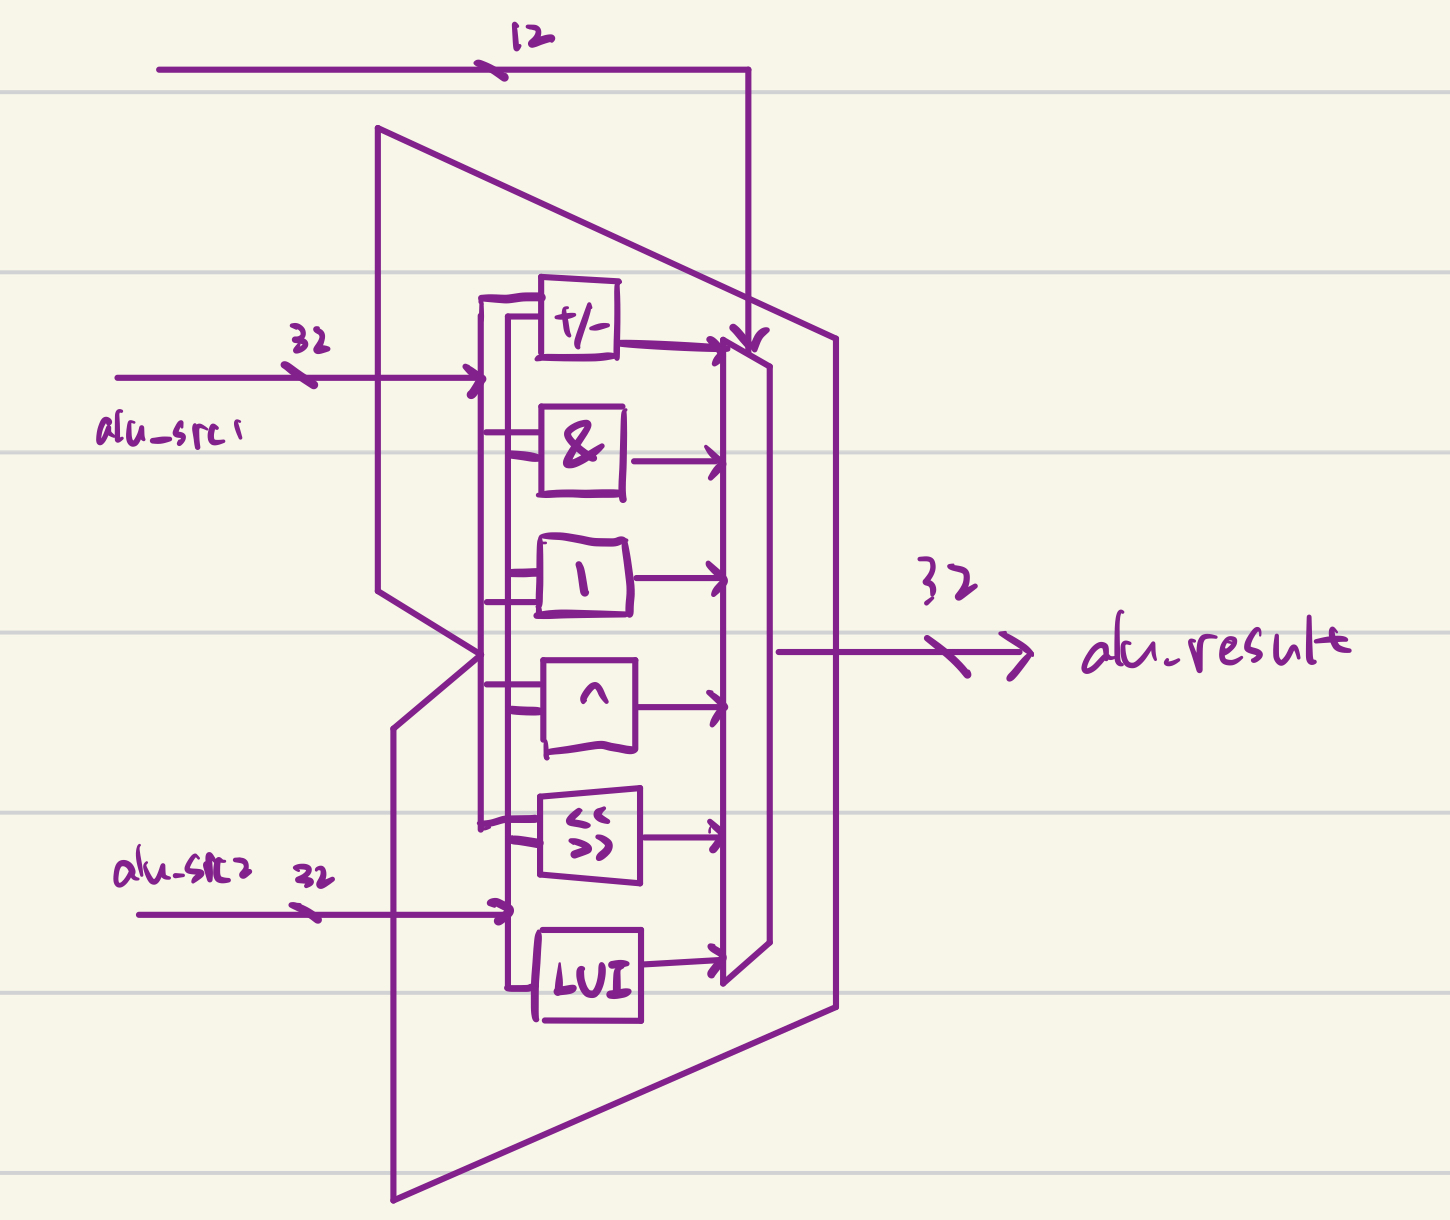 12
+/-
32
alu_src1
&
|
32
alu_result
^
<<
>>
alu_src2
32
LUI